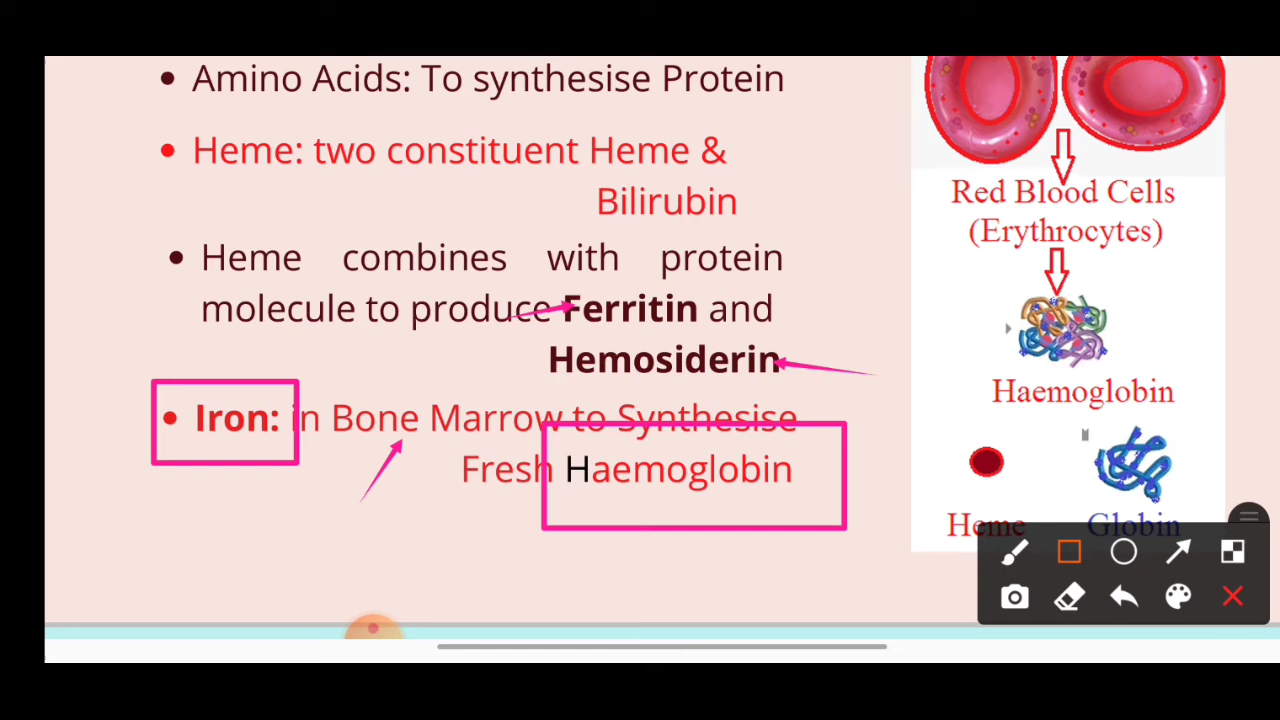 Amino Acids: To synthesise Protein
Heme: two constituent Heme &
Bilirubin
Heme combines with protein
molecule to produce Ferritin and
Hemosiderin
Iron: in Bone Marrow to Synthesise
Fresh Haemoglobin
Red Blood Cells
(Erythrocytes)
Haemoglobin
Heme Globin